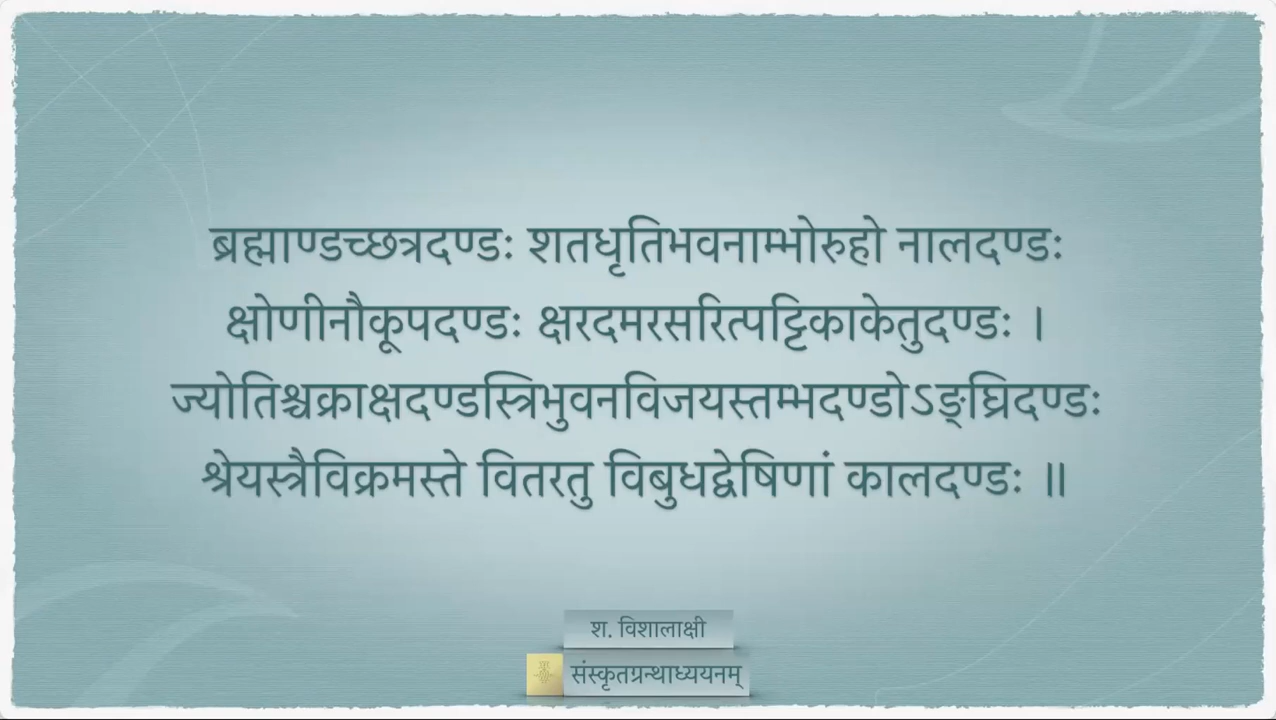 ब्रह्माण्डच्छत्रदण्डः शतधृतिभवनाम्भोरुहो नालदण्डः
क्षोणीनौकूपदण्डः क्षरदमरसरित्पट्टिकाकेतुदण्डः ।
ज्योतिश्चक्राक्षदण्डस्त्रिभुवनविजयस्तम्भदण्डोऽङ्घ्रिदण्डः
श्रेयस्त्रैविक्रमस्ते वितरतु विबुधद्वेषिणां कालदण्डः ॥
श. विशालाक्षी
संस्कृतग्रन्थाध्ययनम्